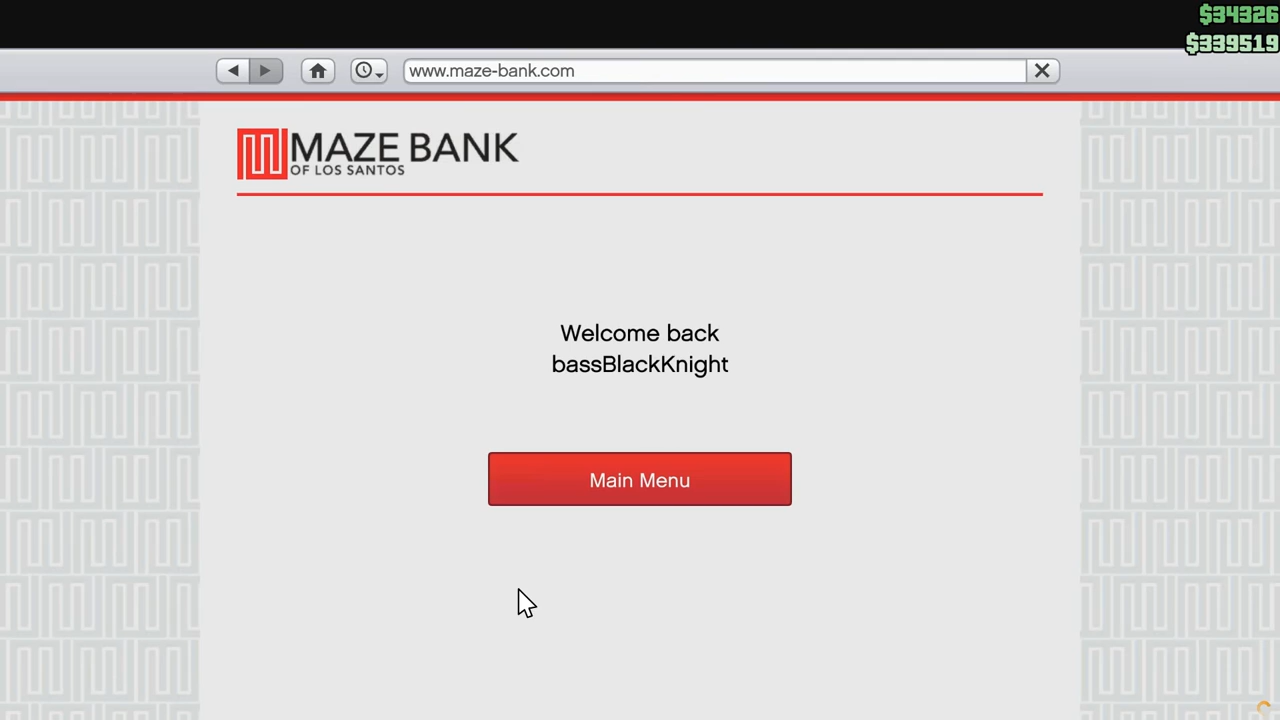 $34326
$339519
www.maze-bank.com
MAZE BANK
OF LOS SANTOS
Welcome back
bassBlackKnight
Main Menu